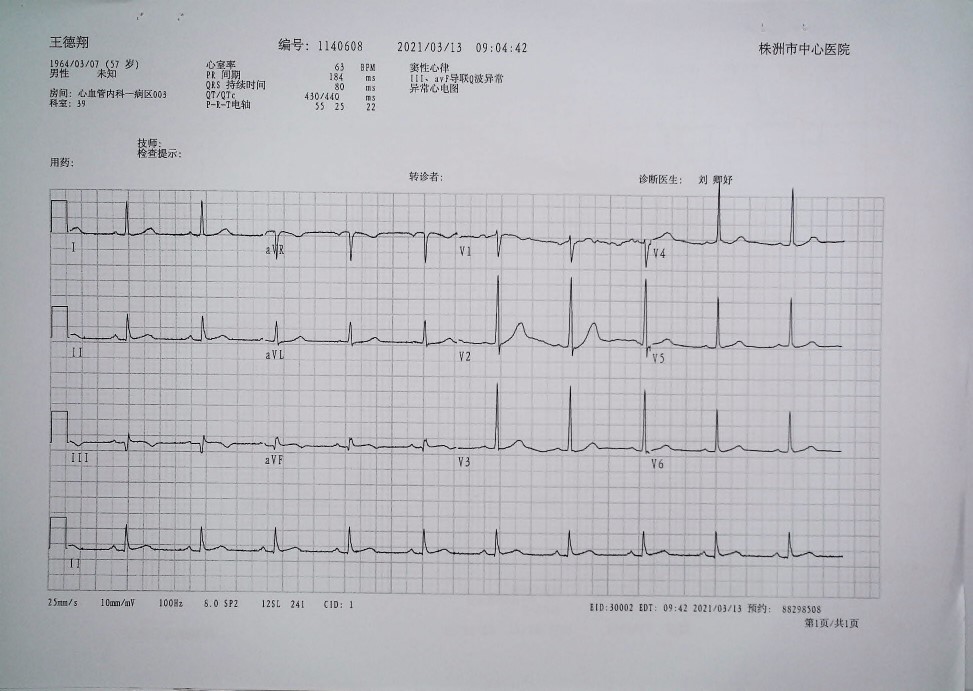 王德翔
编号: 1140608 2021/03/13 09:04:42
株洲市中心医院
1964/03/07 (57 岁)
男性 未知
房间: 心血管内科一病区003
科室: 39
心室率 63 BPM
PR 间期 184 ms
QRS 持续时间 80 ms
QT/QTc 430/440 ms
P-R-T电轴 55 25 22
窦性心律
III、avF导联Q波异常
异常心电图
技师:
检查提示:
用药:
转诊者:
诊断医生: 刘 卿妤
I aVR V1 V4
II aVL V2 V5
III aVF V3 V6
II
25mm/s 10mm/mV 100Hz 8.0 SP2 12SL 241 CID: 1
EID:30002 EDT: 09:42 2021/03/13 预约: 88298508
第1页/共1页